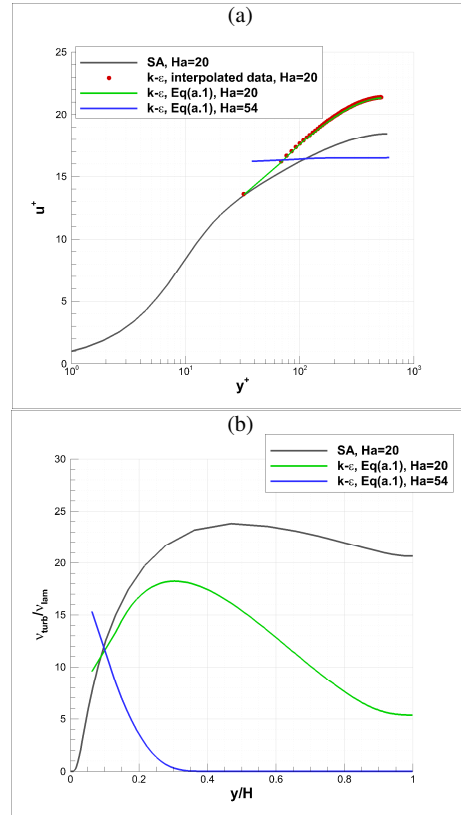 (a)
SA, Ha=20
k-ε, interpolated data, Ha=20
k-ε, Eq(a.1), Ha=20
k-ε, Eq(a.1), Ha=54
25
20
15
10
5
0
u⁺
10⁰
10¹
10²
10³
y⁺
(b)
SA, Ha=20
k-ε, Eq(a.1), Ha=20
k-ε, Eq(a.1), Ha=54
30
25
20
15
10
5
0
ν_turb/ν_lam
0
0.2
0.4
0.6
0.8
1
y/H